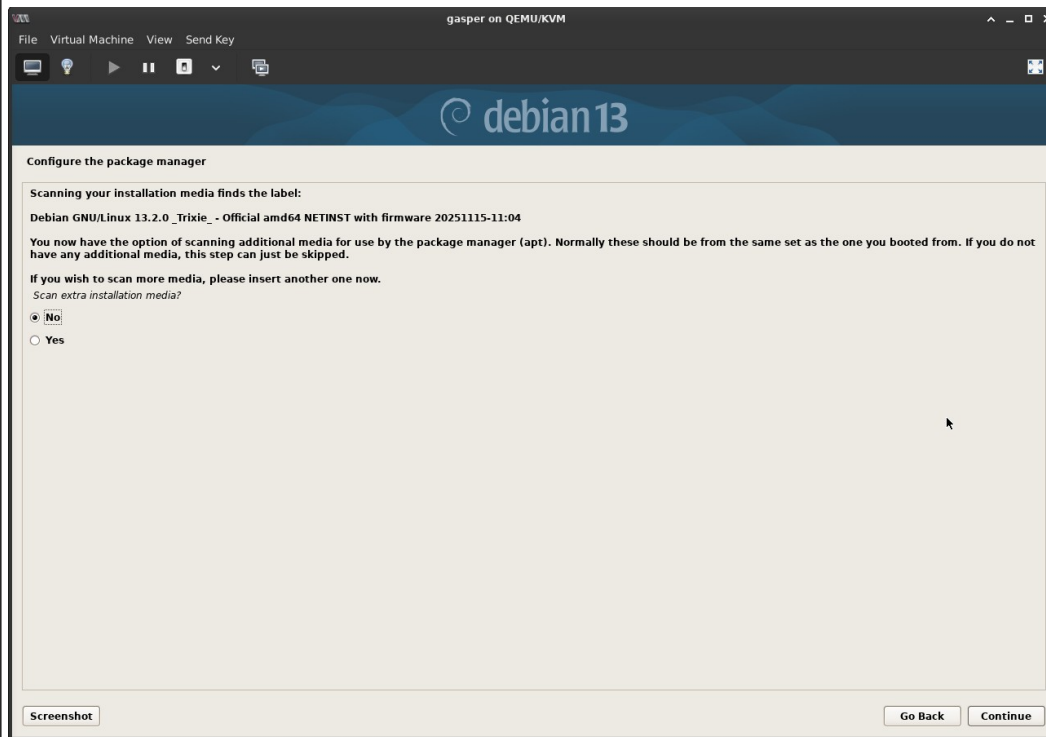 gasper on QEMU/KVM
File Virtual Machine View Send Key
debian 13
Configure the package manager
Scanning your installation media finds the label:
Debian GNU/Linux 13.2.0 _Trixie_ - Official amd64 NETINST with firmware 20251115-11:04
You now have the option of scanning additional media for use by the package manager (apt). Normally these should be from the same set as the one you booted from. If you do not
have any additional media, this step can just be skipped.
If you wish to scan more media, please insert another one now.
Scan extra installation media?
No
Yes
Screenshot
Go Back
Continue